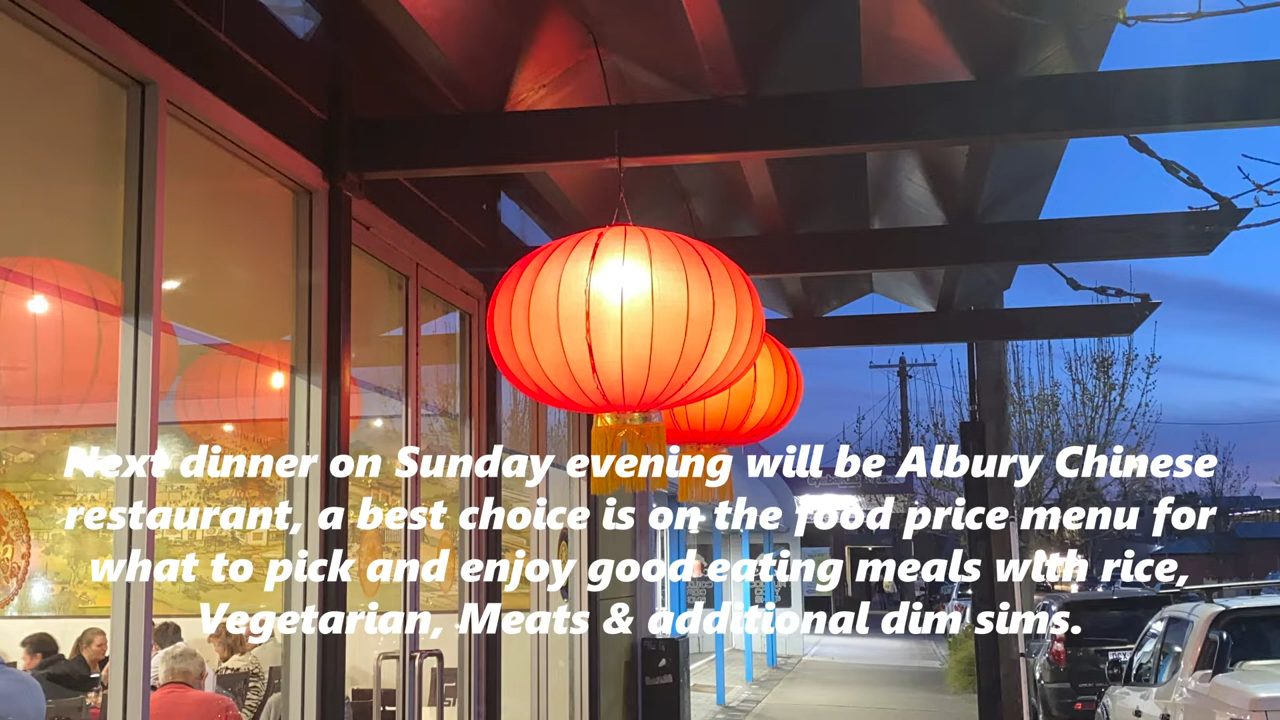 Next dinner on Sunday evening will be Albury Chinese
restaurant, a best choice is on the food price menu for
what to pick and enjoy good eating meals with rice,
Vegetarian, Meats & additional dim sims.